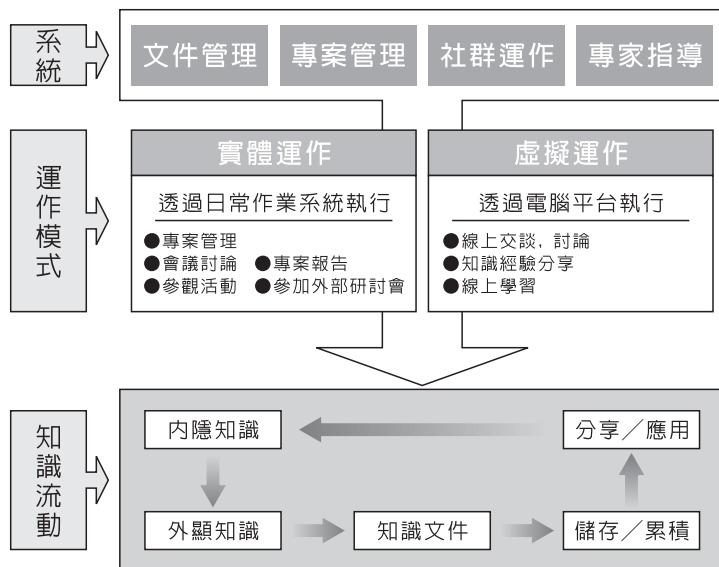 系統
文件管理 專案管理 社群運作 專家指導
運作模式
實體運作
透過日常作業系統執行
●專案管理
●會議討論 ●專案報告
●參觀活動 ●參加外部研討會
虛擬運作
透過電腦平台執行
●線上交談, 討論
●知識經驗分享
●線上學習
知識流動
內隱知識
分享／應用
外顯知識
知識文件
儲存／累積